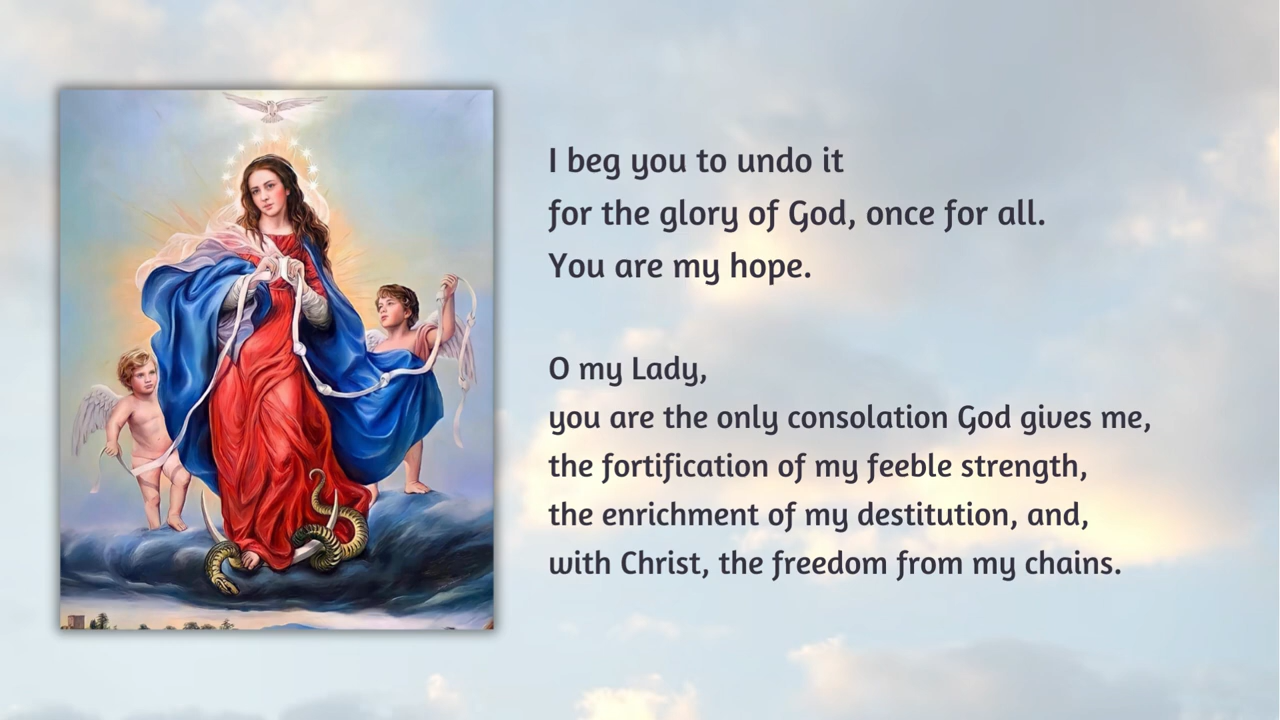 I beg you to undo it
for the glory of God, once for all.
You are my hope.
O my Lady,
you are the only consolation God gives me,
the fortification of my feeble strength,
the enrichment of my destitution, and,
with Christ, the freedom from my chains.